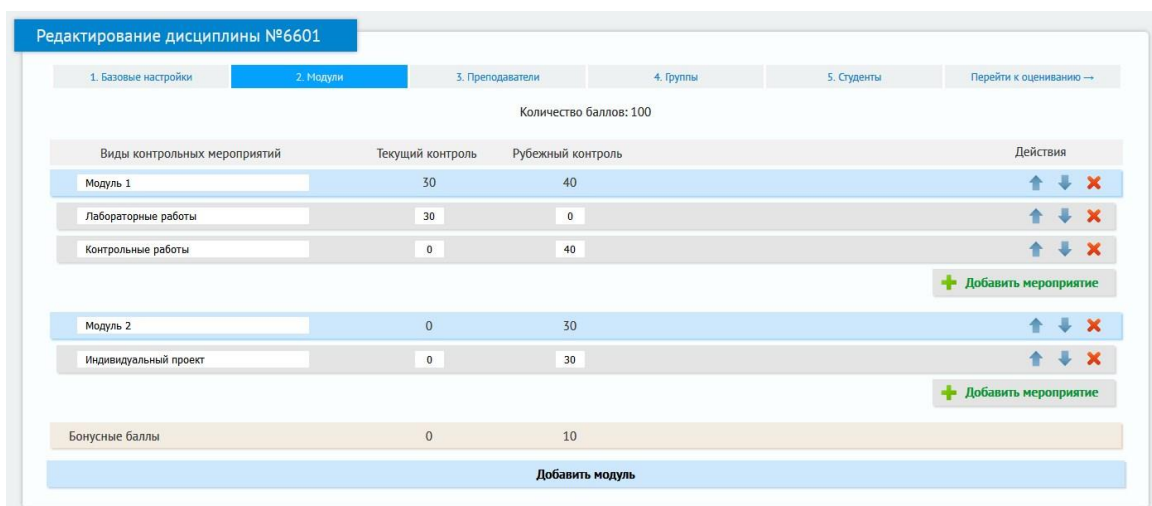 Редактирование дисциплины №6601
1. Базовые настройки 2. Модули 3. Преподаватели 4. Группы 5. Студенты Перейти к оцениванию →
Количество баллов: 100
Виды контрольных мероприятий Текущий контроль Рубежный контроль Действия
Модуль 1 30 40
Лабораторные работы 30 0
Контрольные работы 0 40
Добавить мероприятие
Модуль 2 0 30
Индивидуальный проект 0 30
Добавить мероприятие
Бонусные баллы 0 10
Добавить модуль